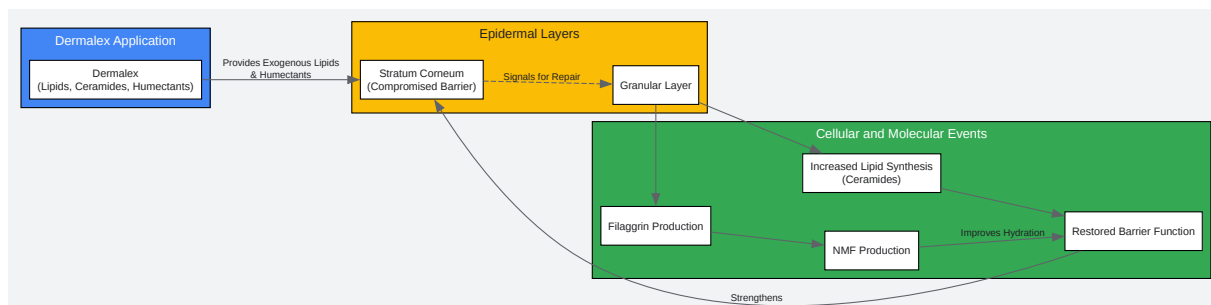 Dermalex Application
Dermalex
(Lipids, Ceramides, Humectants)
Provides Exogenous Lipids
& Humectants
Epidermal Layers
Stratum Corneum
(Compromised Barrier)
Signals for Repair
Granular Layer
Cellular and Molecular Events
Increased Lipid Synthesis
(Ceramides)
Filaggrin Production
NMF Production
Improves Hydration
Restored Barrier Function
Strengthens